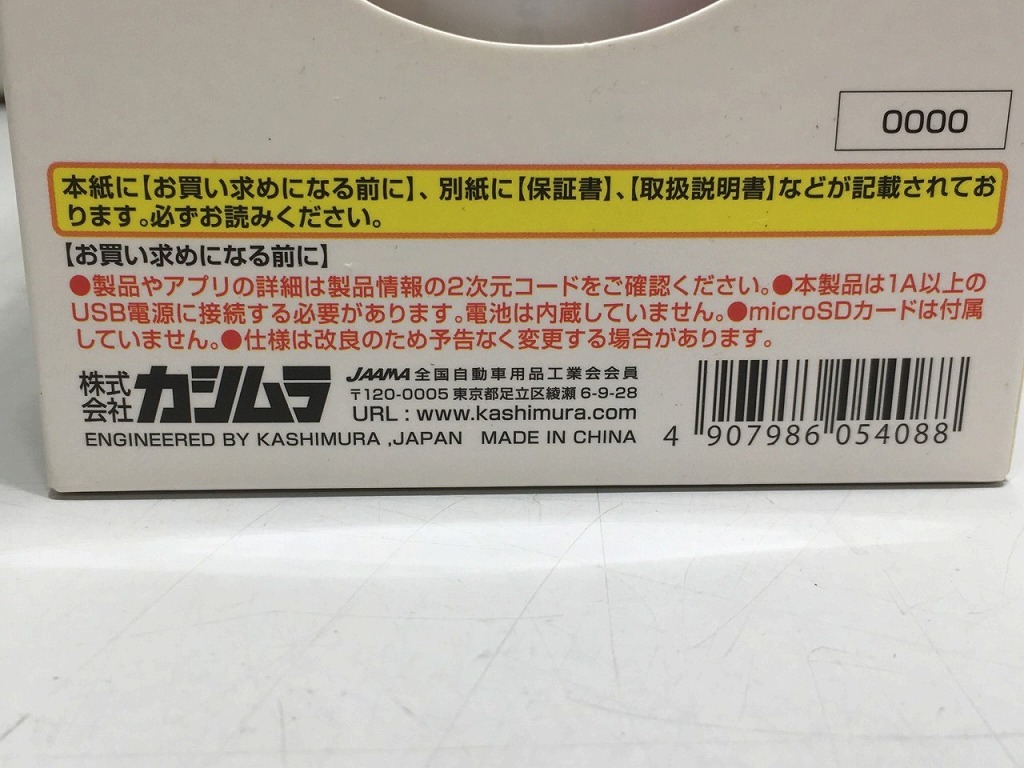 0000
本紙に【お買い求めになる前に】、別紙に【保証書】、【取扱説明書】などが記載されてお
ります。必ずお読みください。
【お買い求めになる前に】
●製品やアプリの詳細は製品情報の2次元コードをご確認ください。●本製品は1A以上の
USB電源に接続する必要があります。電池は内蔵していません。●microSDカードは付属
していません。●仕様は改良のため予告なく変更する場合があります。
株式会社 カシムラ
JAAMA 全国自動車用品工業会会員
〒120-0005 東京都足立区綾瀬 6-9-28
URL : www.kashimura.com
ENGINEERED BY KASHIMURA ,JAPAN MADE IN CHINA
4 907986 054088